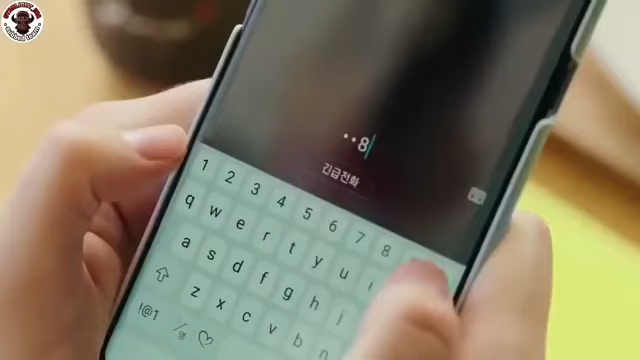 ••8
긴급전화
1 2 3 4 5 6 7 8
q w e r t y u
a s d f g h
z x c v b n
!@1